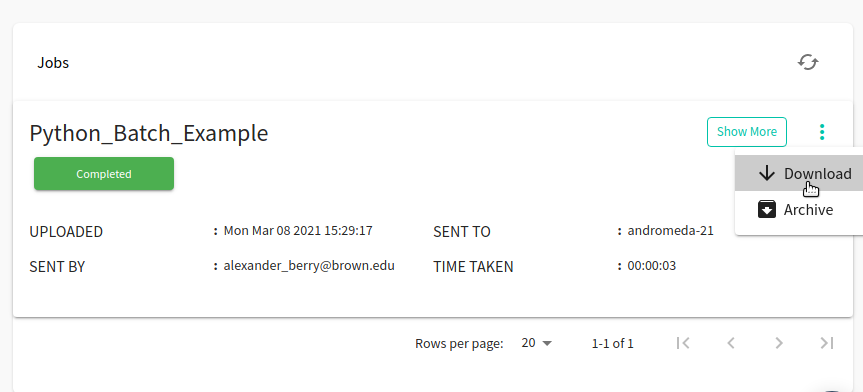 Jobs
Python_Batch_Example
Show More
Completed
Download
Archive
UPLOADED : Mon Mar 08 2021 15:29:17 SENT TO : andromeda-21
SENT BY : alexander_berry@brown.edu TIME TAKEN : 00:00:03
Rows per page: 20 1-1 of 1